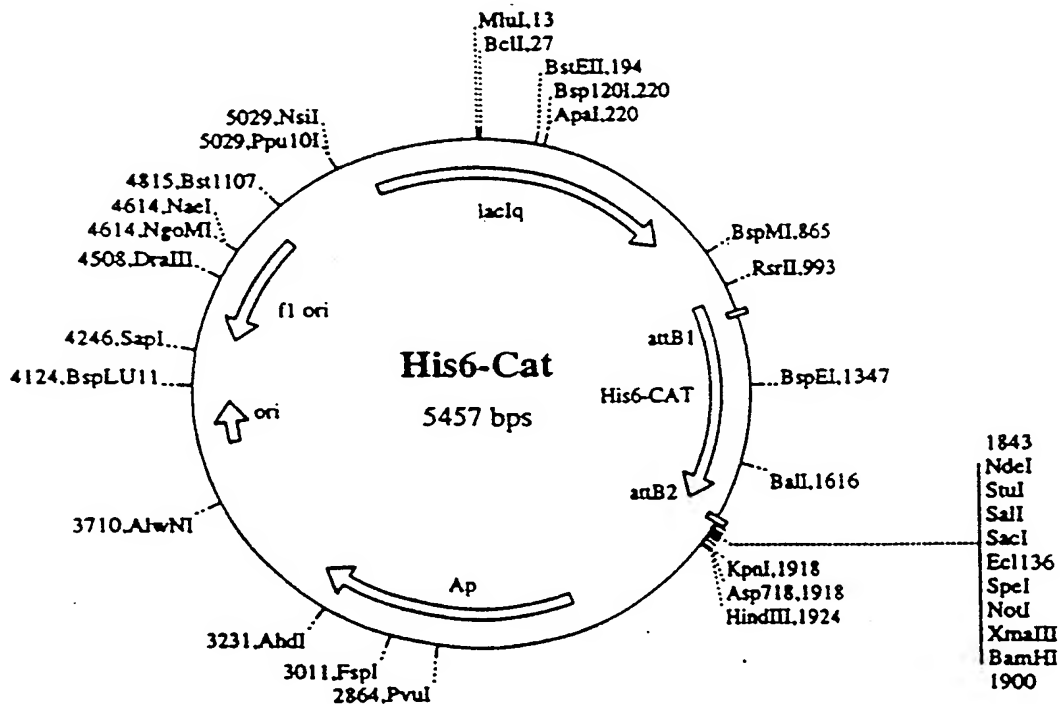 MluI,13
BclI,27
BstEII,194
Bsp120I,220
ApaI,220
5029,NsiI
5029,Ppu10I
4815,Bst1107
4614,NaeI
4614,NgoMI
4508,DraIII
lacIq
BspMI,865
RsrII,993
f1 ori
4246,SapI
4124,BspLU11
attB1
His6-Cat
His6-CAT
BspEI,1347
5457 bps
ori
attB2
BalI,1616
3710,AlwNI
1843
NdeI
StuI
SalI
SacI
Ecl136
SpeI
NotI
XmaIII
BamHI
1900
KpnI,1918
Asp718,1918
HindIII,1924
Ap
3231,AhdI
3011,FspI
2864,PvuI